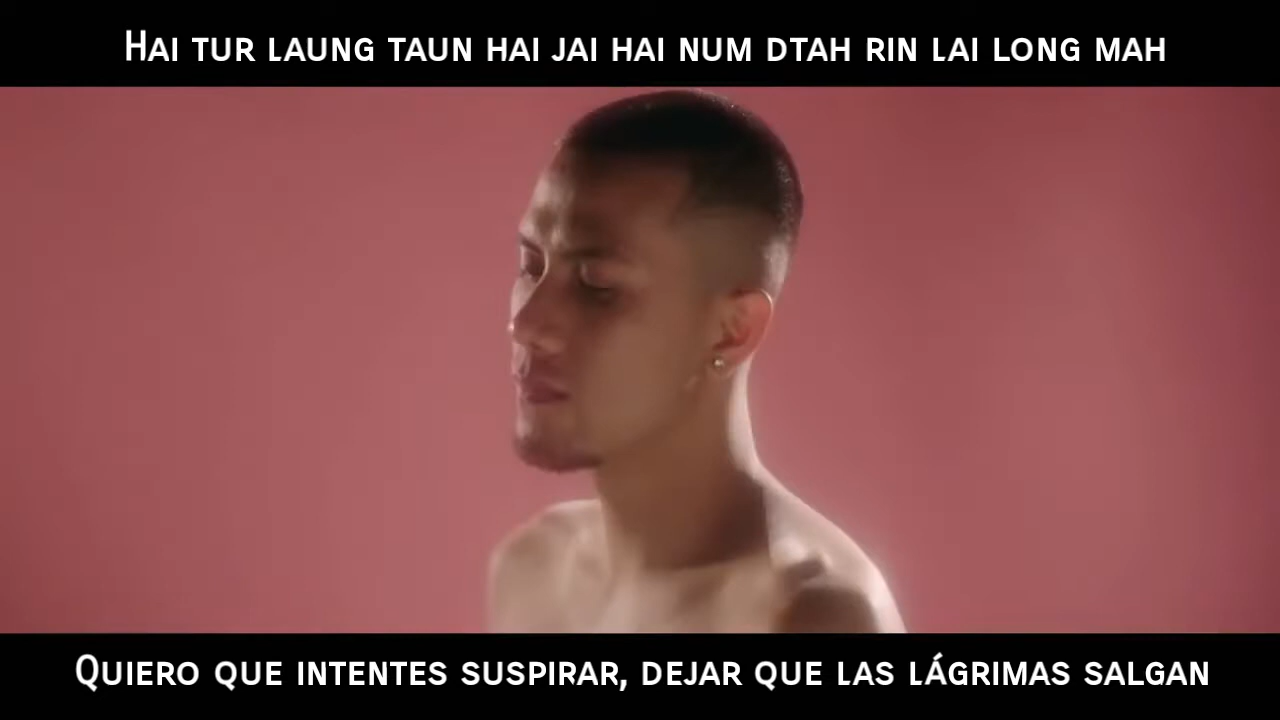 Hai tur laung taun hai jai hai num dtah rin lai long mah
Quiero que intentes suspirar, dejar que las lágrimas salgan